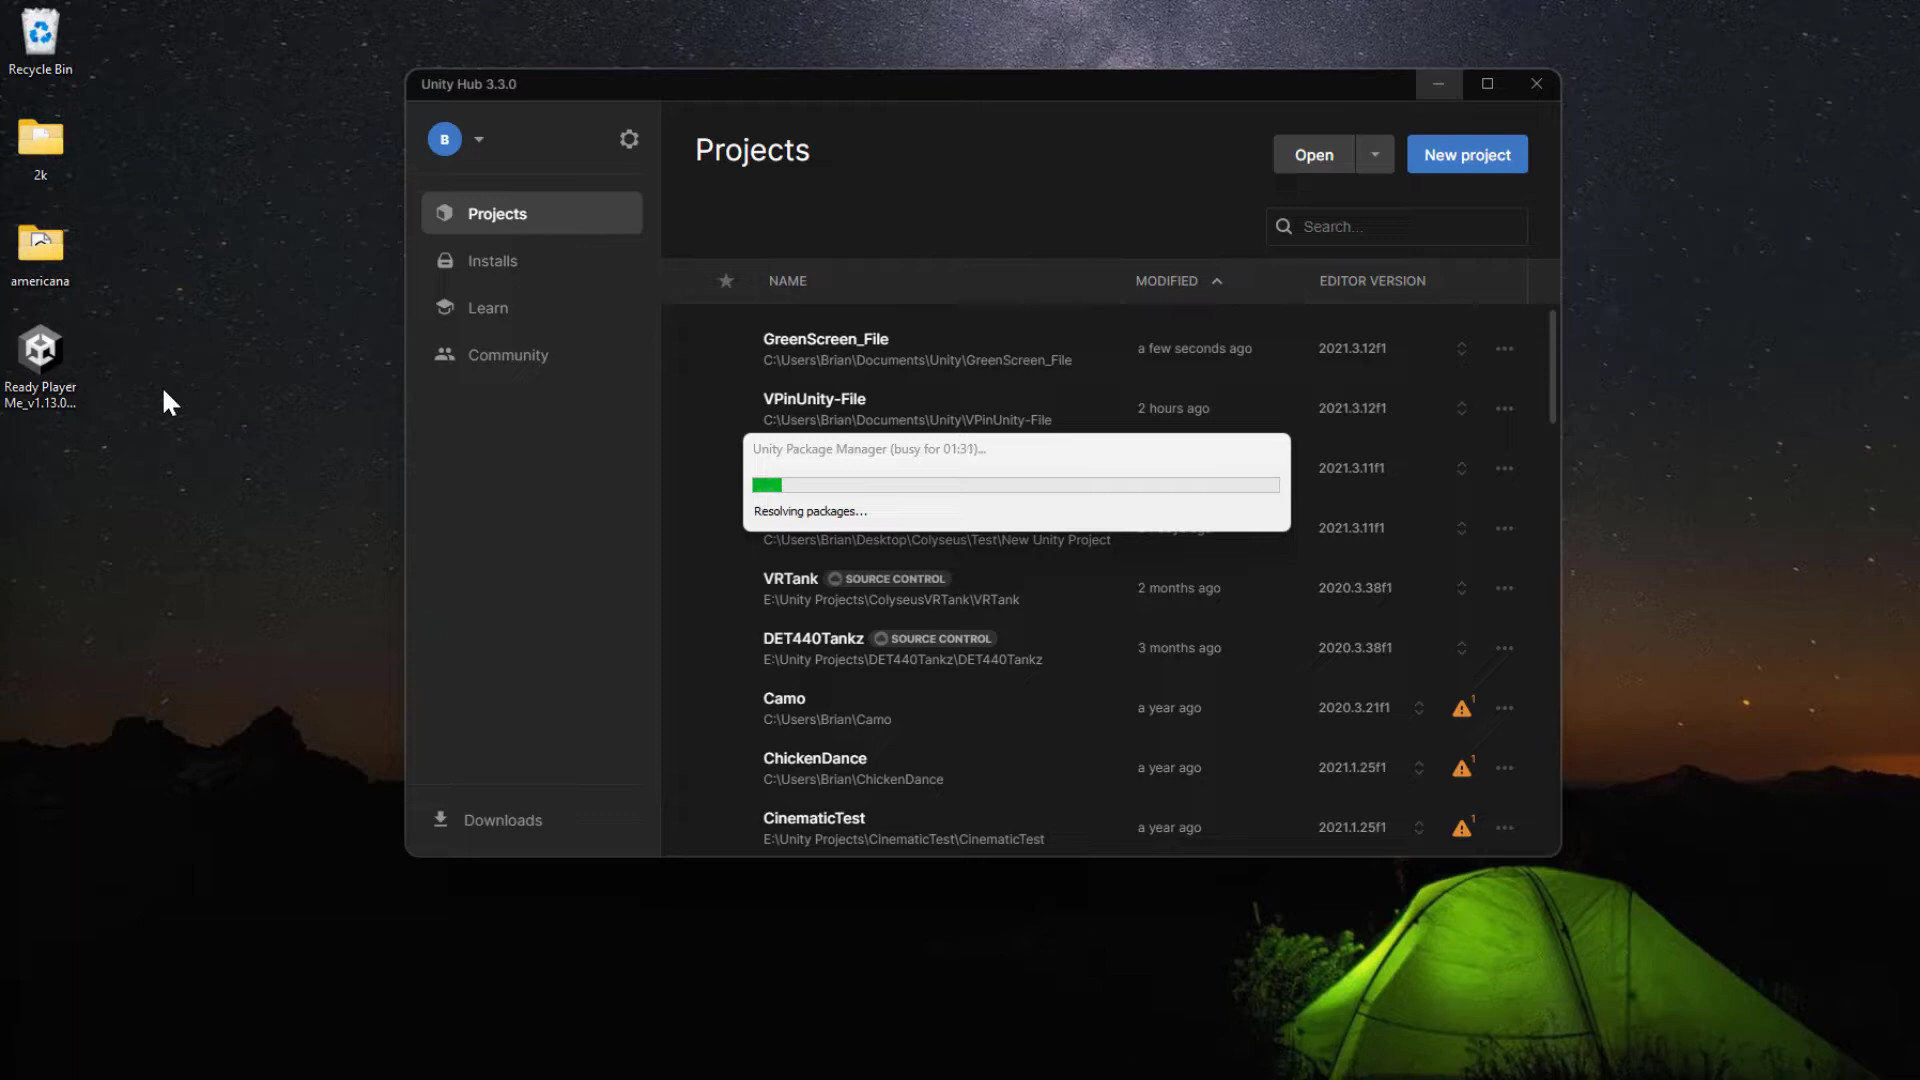 Recycle Bin
2k
americana
Ready Player
Me_v1.13.0...
Unity Hub 3.3.0
B
Projects
Installs
Learn
Community
Downloads
Projects
Open
New project
Search...
NAME
MODIFIED
EDITOR VERSION
GreenScreen_File
C:\Users\Brian\Documents\Unity\GreenScreen_File
a few seconds ago
2021.3.12f1
VPinUnity-File
C:\Users\Brian\Documents\Unity\VPinUnity-File
2 hours ago
2021.3.12f1
Unity Package Manager (busy for 01:31)...
Resolving packages...
2021.3.11f1
C:\Users\Brian\Desktop\Colyseus\Test\New Unity Project
2021.3.11f1
VRTank SOURCE CONTROL
E:\Unity Projects\ColyseusVRTank\VRTank
2 months ago
2020.3.38f1
DET440Tankz SOURCE CONTROL
E:\Unity Projects\DET440Tankz\DET440Tankz
3 months ago
2020.3.38f1
Camo
C:\Users\Brian\Camo
a year ago
2020.3.21f1
1
ChickenDance
C:\Users\Brian\ChickenDance
a year ago
2021.1.25f1
1
CinematicTest
E:\Unity Projects\CinematicTest\CinematicTest
a year ago
2021.1.25f1
1